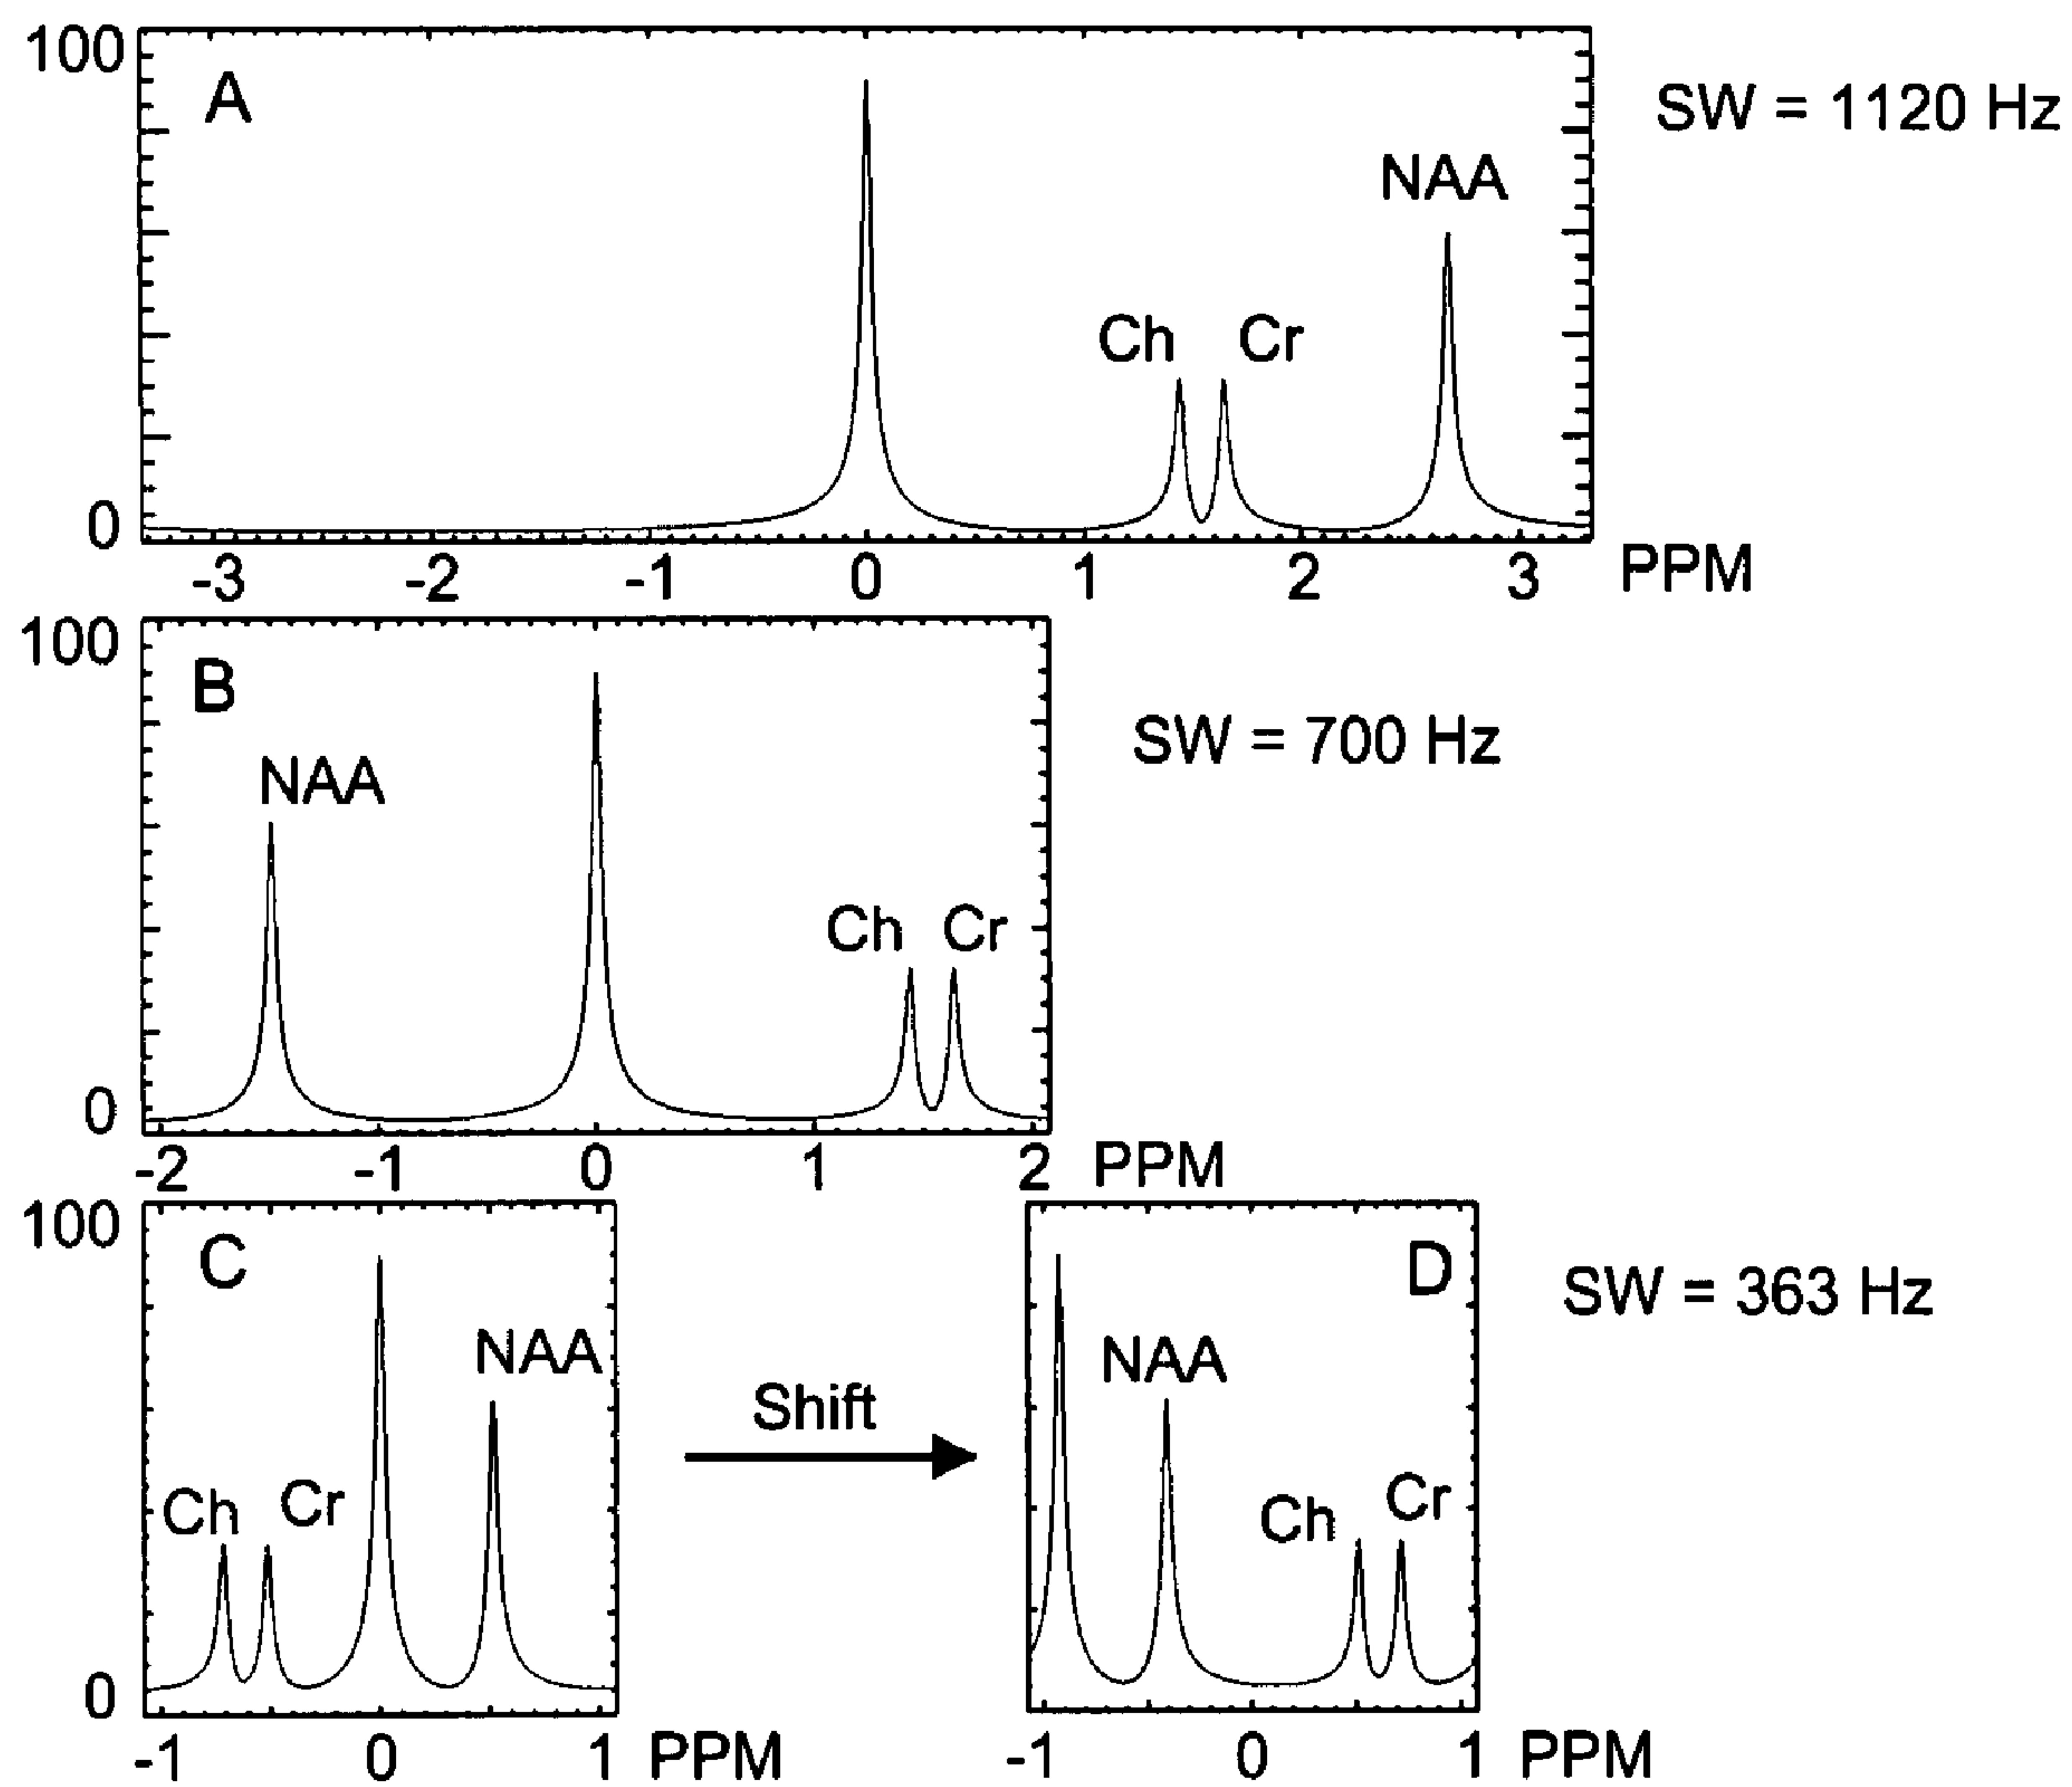 100
A
SW = 1120 Hz
NAA
Ch Cr
0
-3 -2 -1 0 1 2 3 PPM
100
B
SW = 700 Hz
NAA
Ch Cr
0
-2 -1 0 1 2 PPM
100
C
D
SW = 363 Hz
NAA
NAA
Shift
Ch Cr
Ch Cr
0
-1 0 1 PPM
-1 0 1 PPM